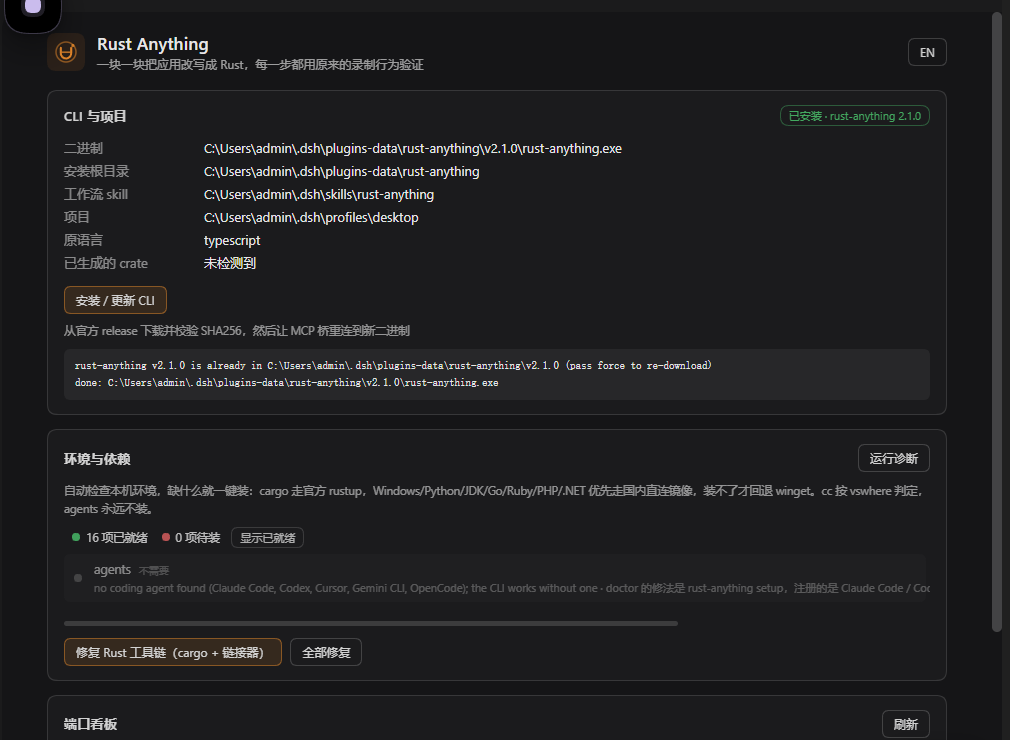 Rust Anything
一块一块把应用改写成 Rust，每一步都用原来的录制行为验证
EN
CLI 与项目
已安装 · rust-anything 2.1.0
二进制 C:\Users\admin\.dsh\plugins-data\rust-anything\v2.1.0\rust-anything.exe
安装根目录 C:\Users\admin\.dsh\plugins-data\rust-anything
工作流 skill C:\Users\admin\.dsh\skills\rust-anything
项目 C:\Users\admin\.dsh\profiles\desktop
原语言 typescript
已生成的 crate 未检测到
安装 / 更新 CLI
从官方 release 下载并校验 SHA256，然后让 MCP 桥重连到新二进制
rust-anything v2.1.0 is already in C:\Users\admin\.dsh\plugins-data\rust-anything\v2.1.0 (pass force to re-download)
done: C:\Users\admin\.dsh\plugins-data\rust-anything\v2.1.0\rust-anything.exe
环境与依赖
运行诊断
自动检查本机环境，缺什么就一键装：cargo 走官方 rustup，Windows/Python/JDK/Go/Ruby/PHP/.NET 优先走国内直连镜像，装不了才回退 winget。cc 按 vswhere 判定，
agents 永远不装。
16 项已就绪 0 项待装 显示已就绪
agents 不需要
no coding agent found (Claude Code, Codex, Cursor, Gemini CLI, OpenCode); the CLI works without one · doctor 的修法是 rust-anything setup，注册的是 Claude Code / Coc
修复 Rust 工具链（cargo + 链接器） 全部修复
端口看板
刷新